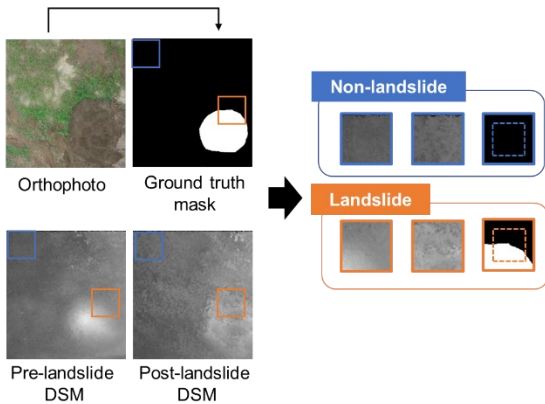 Orthophoto
Ground truth
mask
Pre-landslide
DSM
Post-landslide
DSM
Non-landslide
Landslide